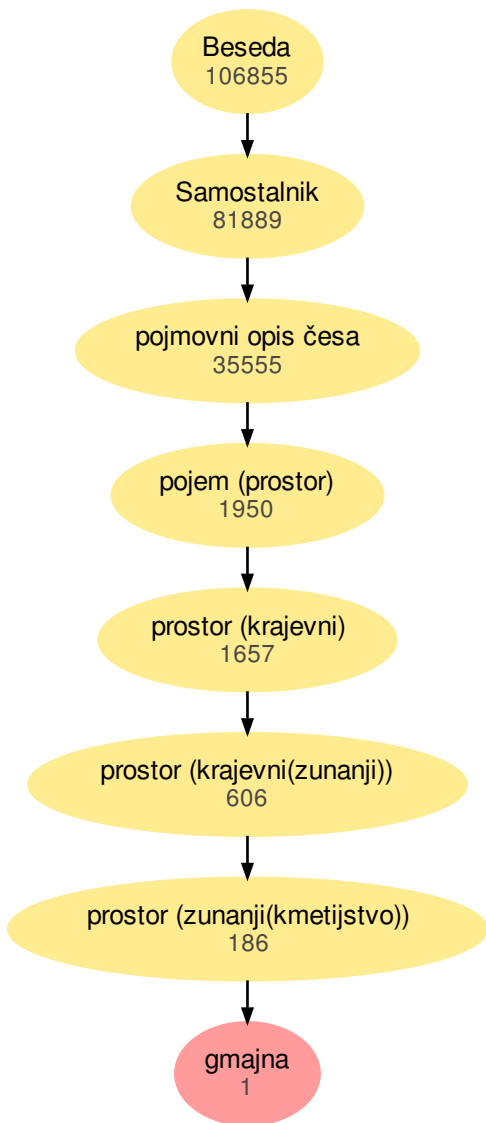 Beseda
106855
Samostalnik
81889
pojmovni opis česa
35555
pojem (prostor)
1950
prostor (krajevni)
1657
prostor (krajevni(zunanji))
606
prostor (zunanji(kmetijstvo))
186
gmajna
1